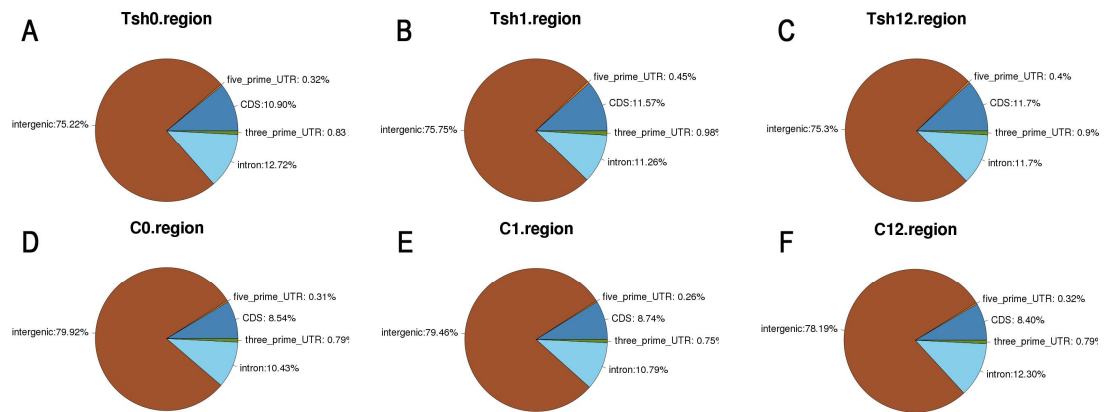 A
Tsh0.region
five_prime_UTR: 0.32%
CDS:10.90%
intergenic:75.22%
three_prime_UTR: 0.83
intron:12.72%
B
Tsh1.region
five_prime_UTR: 0.45%
CDS:11.57%
intergenic:75.75%
three_prime_UTR: 0.98%
intron:11.26%
C
Tsh12.region
five_prime_UTR: 0.4%
CDS:11.7%
intergenic:75.3%
three_prime_UTR: 0.9%
intron:11.7%
D
C0.region
five_prime_UTR: 0.31%
CDS: 8.54%
intergenic:79.92%
three_prime_UTR: 0.79%
intron:10.43%
E
C1.region
five_prime_UTR: 0.26%
CDS: 8.74%
intergenic:79.46%
three_prime_UTR: 0.75%
intron:10.79%
F
C12.region
five_prime_UTR: 0.32%
CDS: 8.40%
intergenic:78.19%
three_prime_UTR: 0.79%
intron:12.30%